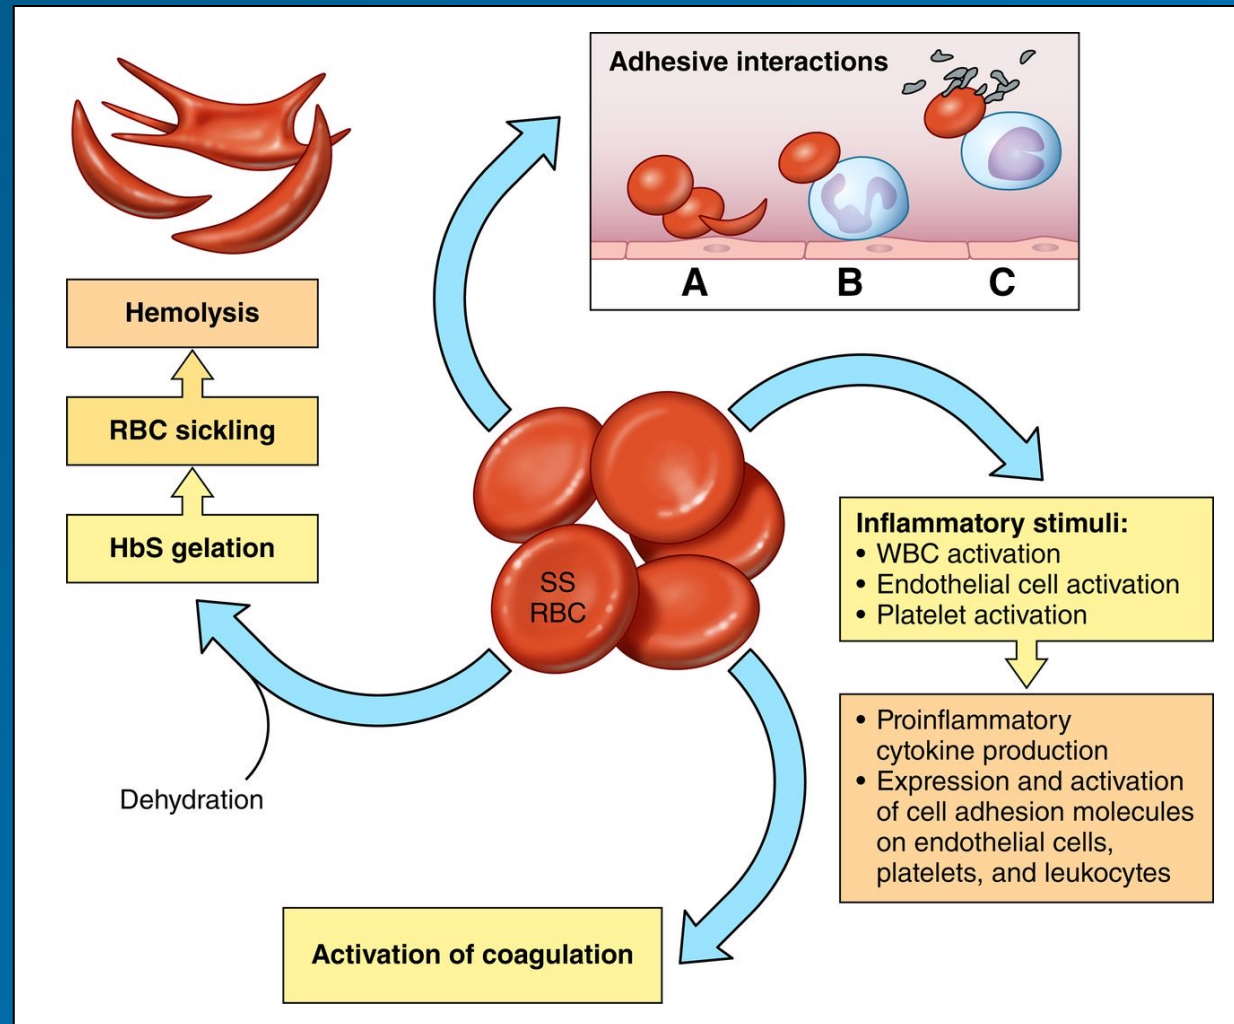 Adhesive interactions
A
B
C
Hemolysis
RBC sickling
HbS gelation
SS
RBC
Inflammatory stimuli:
• WBC activation
• Endothelial cell activation
• Platelet activation
• Proinflammatory
cytokine production
• Expression and activation
of cell adhesion molecules
on endothelial cells,
platelets, and leukocytes
Dehydration
Activation of coagulation